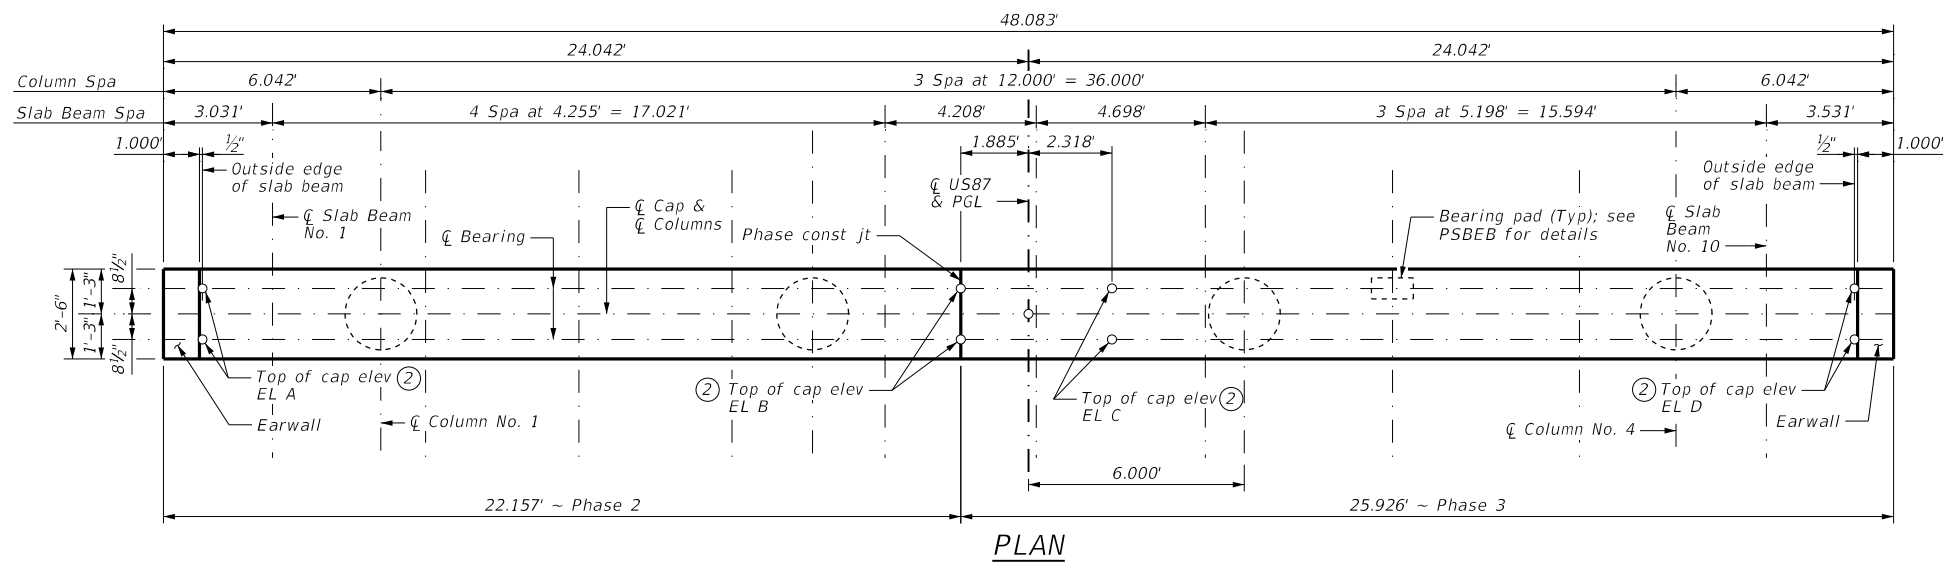 48.083'
24.042'
24.042'
Column Spa
6.042'
3 Spa at 12.000' = 36.000'
6.042'
Slab Beam Spa
3.031'
4 Spa at 4.255' = 17.021'
4.208'
4.698'
3 Spa at 5.198' = 15.594'
3.531'
1.000'
½"
1.885'
2.318'
½"
1.000'
Outside edge
of slab beam
℄ US87
& PGL
Outside edge
of slab beam
℄ Slab Beam
No. 1
℄ Cap &
℄ Columns
℄ Bearing
Phase const jt
Bearing pad (Typ); see
PSBEB for details
℄ Slab
Beam
No. 10
2'-6"
1'-3"
1'-3"
8½"
8½"
Top of cap elev 2
EL A
Earwall
℄ Column No. 1
2 Top of cap elev
EL B
Top of cap elev 2
EL C
2 Top of cap elev
EL D
Earwall
℄ Column No. 4
6.000'
22.157' ~ Phase 2
25.926' ~ Phase 3
PLAN